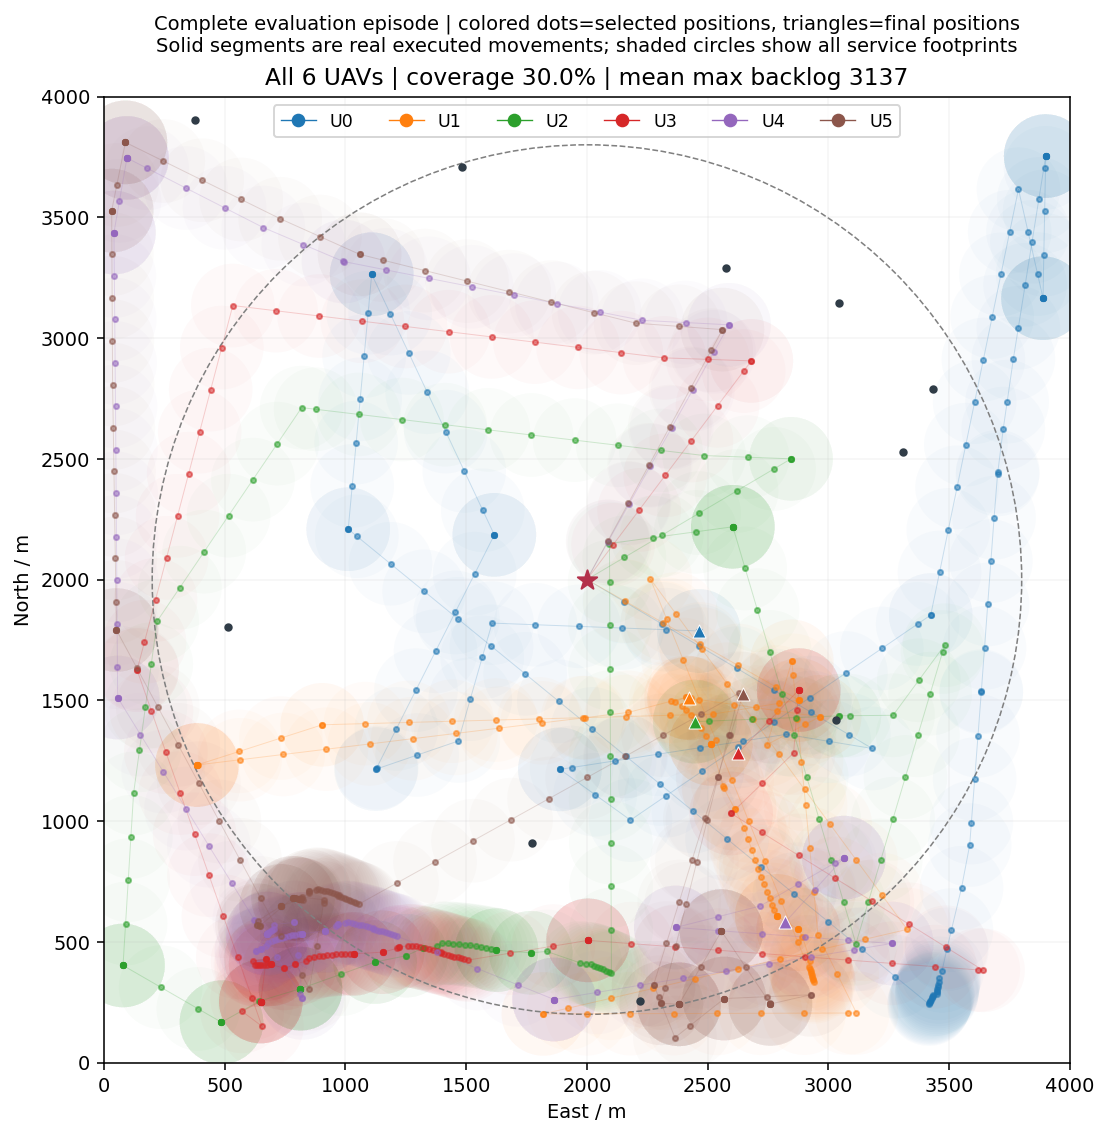 Complete evaluation episode | colored dots=selected positions, triangles=final positions
Solid segments are real executed movements; shaded circles show all service footprints
All 6 UAVs | coverage 30.0% | mean max backlog 3137
U0 U1 U2 U3 U4 U5
4000
3500
3000
2500
2000
1500
1000
500
0
North / m
0 500 1000 1500 2000 2500 3000 3500 4000
East / m